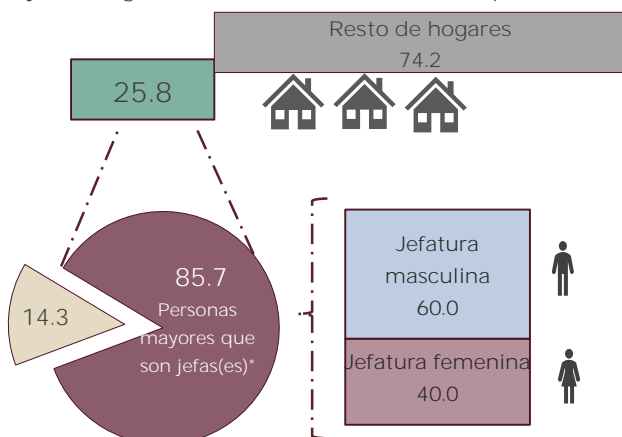 Resto de hogares
74.2
25.8
14.3
85.7
Personas
mayores que
son jefas(es)*
Jefatura
masculina
60.0
Jefatura femenina
40.0